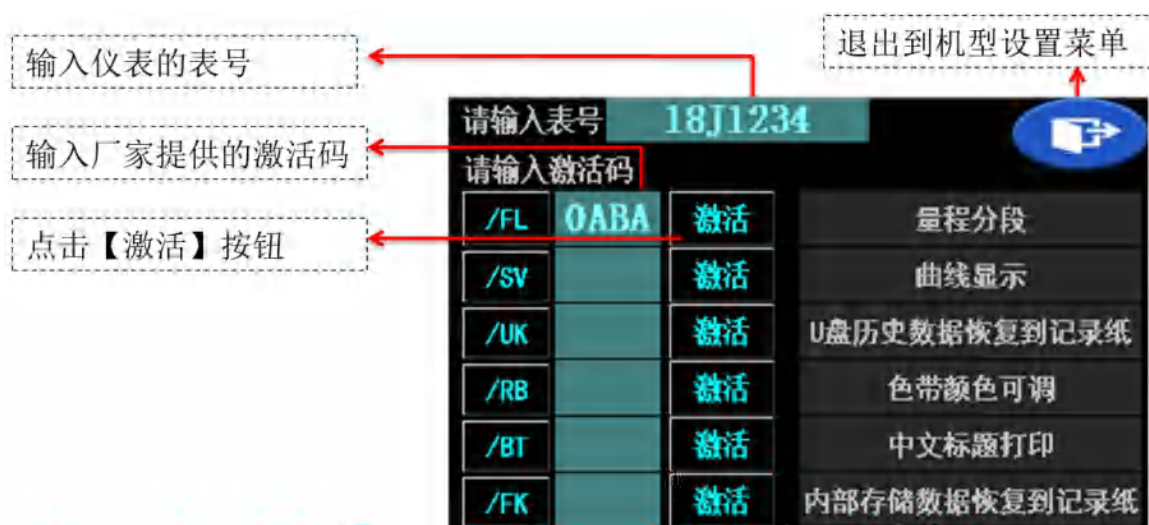 输入仪表的表号
退出到机型设置菜单
请输入表号 18J1234
输入厂家提供的激活码
请输入激活码
/FL 0ABA 激活 量程分段
点击【激活】按钮
/SV 激活 曲线显示
/UK 激活 U盘历史数据恢复到记录纸
/RB 激活 色带颜色可调
/BT 激活 中文标题打印
/FK 激活 内部存储数据恢复到记录纸